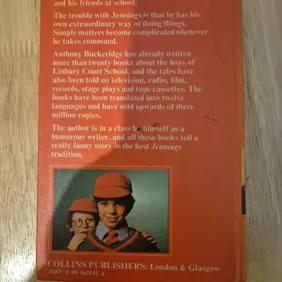 and his friends at school.
The trouble with Jennings is that he has his
own extraordinary way of doing things.
Simple matters become complicated whenever
he takes command.
Anthony Buckeridge has already written
more than twenty books about the boys of
Linbury Court School, and the tales have
also been told on television, radio, film,
records, stage plays and tape cassettes. The
books have been translated into twelve
languages and have sold upwards of three
million copies.
The author is in a class by himself as a
humorous writer, and all these books tell a
really funny story in the best Jennings
tradition.
COLLINS PUBLISHERS: London & Glasgow
ISBN 0 00 162142 4